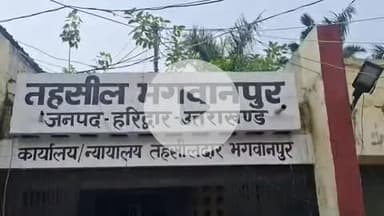 तहसील भगवानपुर
जनपद-हरिद्वार-उत्तराखण्ड
कार्यालय/न्यायालय तहसीलदार भगवानपुर